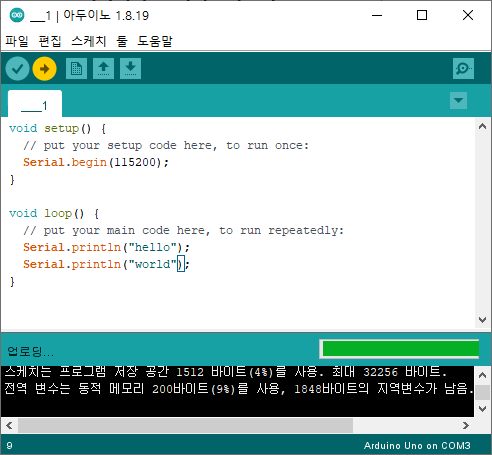 __1 | 아두이노 1.8.19
파일 편집 스케치 툴 도움말
___1
void setup() {
  // put your setup code here, to run once:
  Serial.begin(115200);
}

void loop() {
  // put your main code here, to run repeatedly:
  Serial.println("hello");
  Serial.println("world");
}
업로딩...
스케치는 프로그램 저장 공간 1512 바이트(4%)를 사용. 최대 32256 바이트.
전역 변수는 동적 메모리 200바이트(9%)를 사용, 1848바이트의 지역변수가 남음.
9
Arduino Uno on COM3